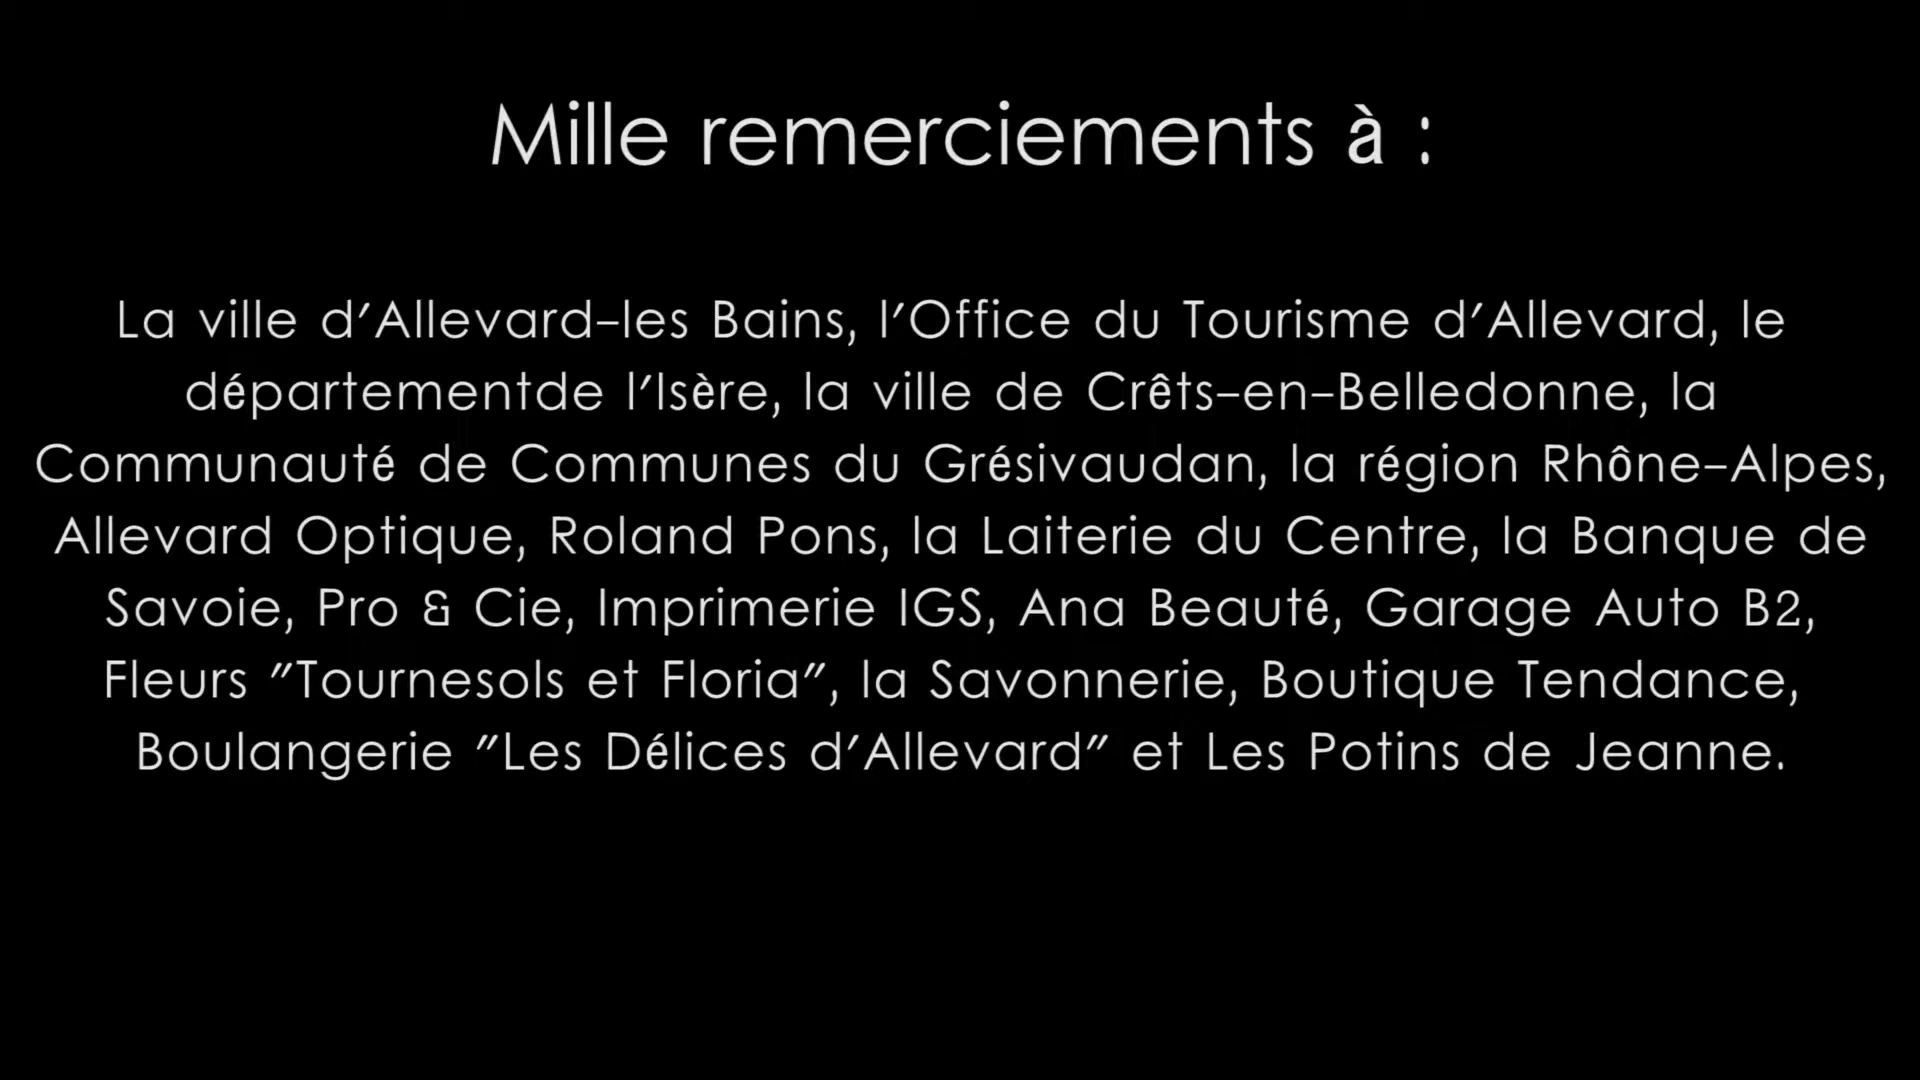 Mille remerciements à :
La ville d'Allevard-les Bains, l'Office du Tourisme d'Allevard, le
départementde l'Isère, la ville de Crêts-en-Belledonne, la
Communauté de Communes du Grésivaudan, la région Rhône-Alpes,
Allevard Optique, Roland Pons, la Laiterie du Centre, la Banque de
Savoie, Pro & Cie, Imprimerie IGS, Ana Beauté, Garage Auto B2,
Fleurs "Tournesols et Floria", la Savonnerie, Boutique Tendance,
Boulangerie "Les Délices d'Allevard" et Les Potins de Jeanne.